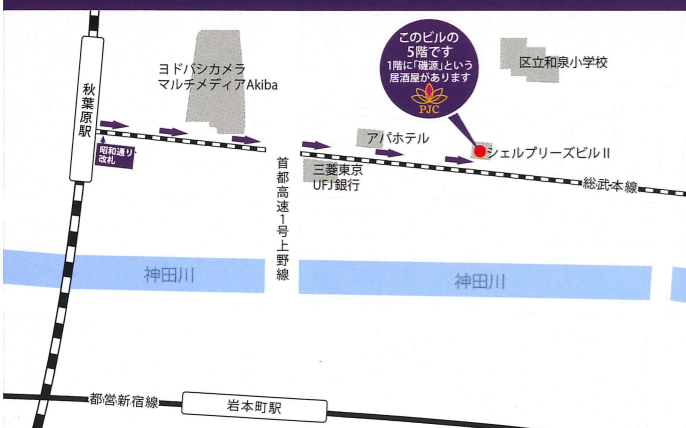 このビルの
5階です
1階に「磯源」という
居酒屋があります
PJC
ヨドバシカメラ
マルチメディアAkiba
区立和泉小学校
秋葉原駅
昭和通り
改札
アパホテル
シェルブリーズビルⅡ
三菱東京
UFJ銀行
総武本線
首都高速1号上野線
神田川
神田川
都営新宿線
岩本町駅